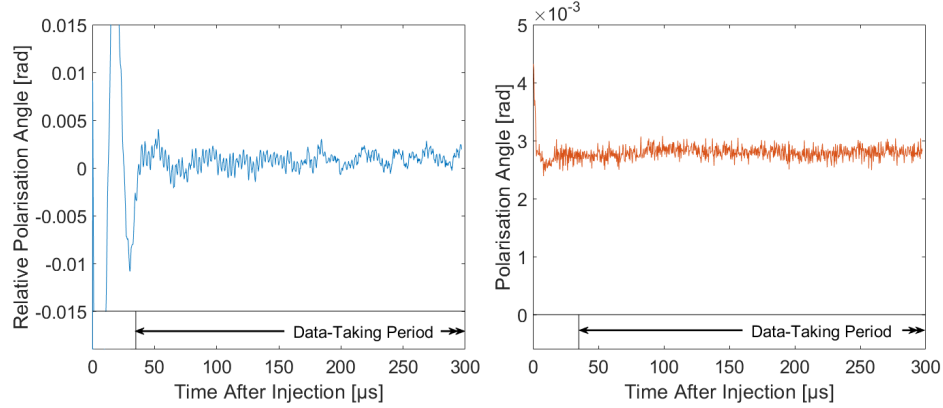 0.015
0.01
0.005
0
-0.005
-0.01
-0.015
Relative Polarisation Angle [rad]
Data-Taking Period
0 50 100 150 200 250 300
Time After Injection [μs]
×10⁻³
5
4
3
2
1
0
Polarisation Angle [rad]
Data-Taking Period
0 50 100 150 200 250 300
Time After Injection [μs]